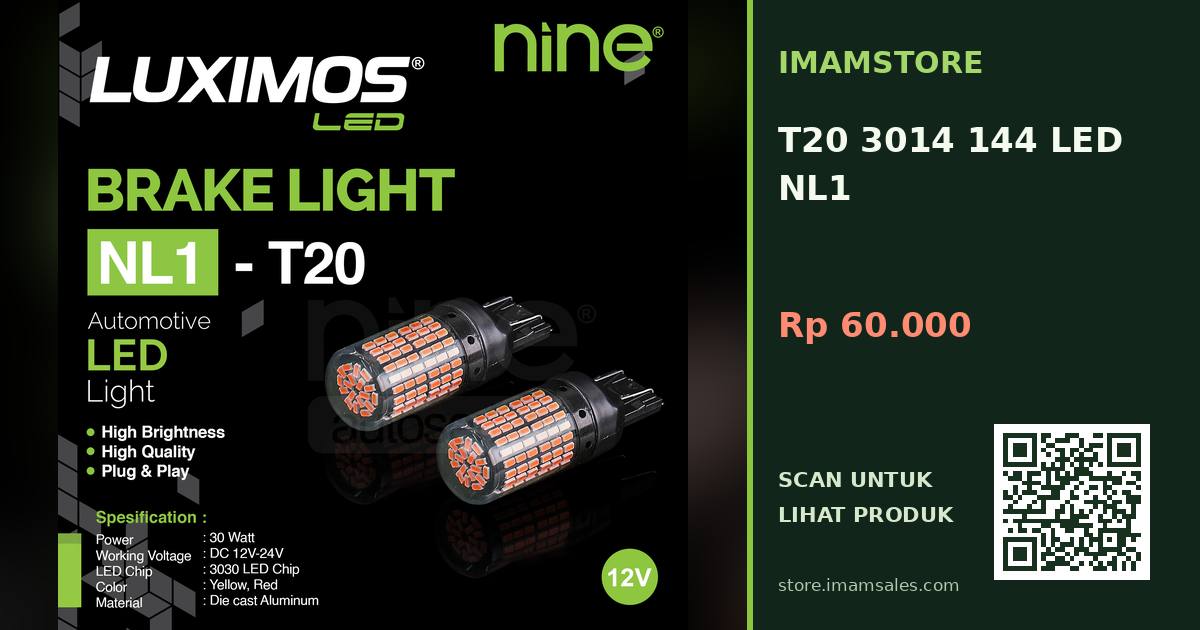 LUXIMOS®
LED
nine®
BRAKE LIGHT
NL1 - T20
Automotive
LED
Light
High Brightness
High Quality
Plug & Play
Spesification :
Power : 30 Watt
Working Voltage : DC 12V-24V
LED Chip : 3030 LED Chip
Color : Yellow, Red
Material : Die cast Aluminum
nine®
12V
IMAMSTORE
T20 3014 144 LED
NL1
Rp 60.000
SCAN UNTUK
LIHAT PRODUK
store.imamsales.com